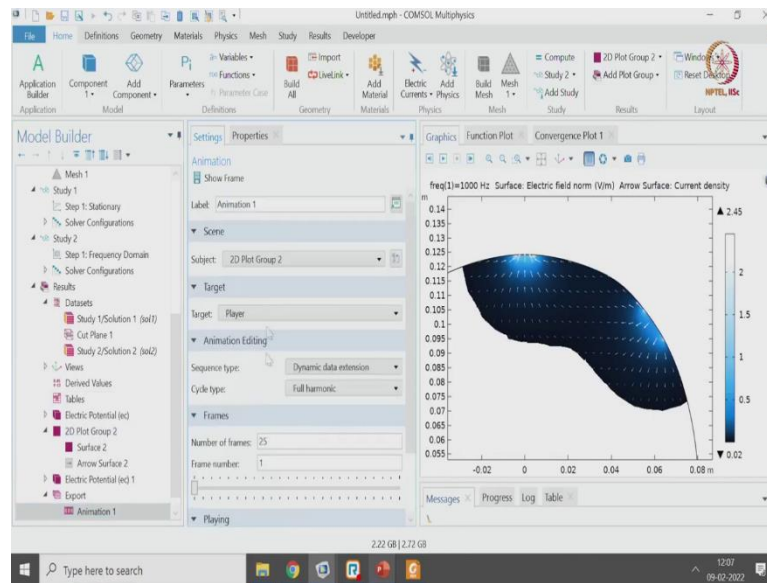 Untitled.mph - COMSOL Multiphysics
File Home Definitions Geometry Materials Physics Mesh Study Results Developer
Application Builder
Component 1
Add Component
Parameters
Variables
Functions
Parameter Case
Build All
Import
LiveLink
Add Material
Electric Currents
Add Physics
Build Mesh
Mesh 1
Compute
Study 2
Add Study
2D Plot Group 2
Add Plot Group
Windows
Reset Desktop
NPTEL, IISc
Application Model Definitions Geometry Materials Physics Mesh Study Results Layout
Model Builder
Mesh 1
Study 1
Step 1: Stationary
Solver Configurations
Study 2
Step 1: Frequency Domain
Solver Configurations
Results
Datasets
Study 1/Solution 1 (sol1)
Cut Plane 1
Study 2/Solution 2 (sol2)
Views
Derived Values
Tables
Electric Potential (ec)
2D Plot Group 2
Surface 2
Arrow Surface 2
Electric Potential (ec) 1
Export
Animation 1
Settings Properties
Animation
Show Frame
Label: Animation 1
Scene
Subject: 2D Plot Group 2
Target
Target: Player
Animation Editing
Sequence type: Dynamic data extension
Cycle type: Full harmonic
Frames
Number of frames: 25
Frame number: 1
Playing
Graphics Function Plot Convergence Plot 1
freq(1)=1000 Hz Surface: Electric field norm (V/m) Arrow Surface: Current density
m
0.14
0.135
0.13
0.125
0.12
0.115
0.11
0.105
0.1
0.095
0.09
0.085
0.08
0.075
0.07
0.065
0.06
0.055
-0.02 0 0.02 0.04 0.06 0.08 m
▲ 2.45
2
1.5
1
0.5
▼ 0.02
Messages Progress Log Table
2.22 GB | 2.72 GB
Type here to search
12:07
09-02-2022